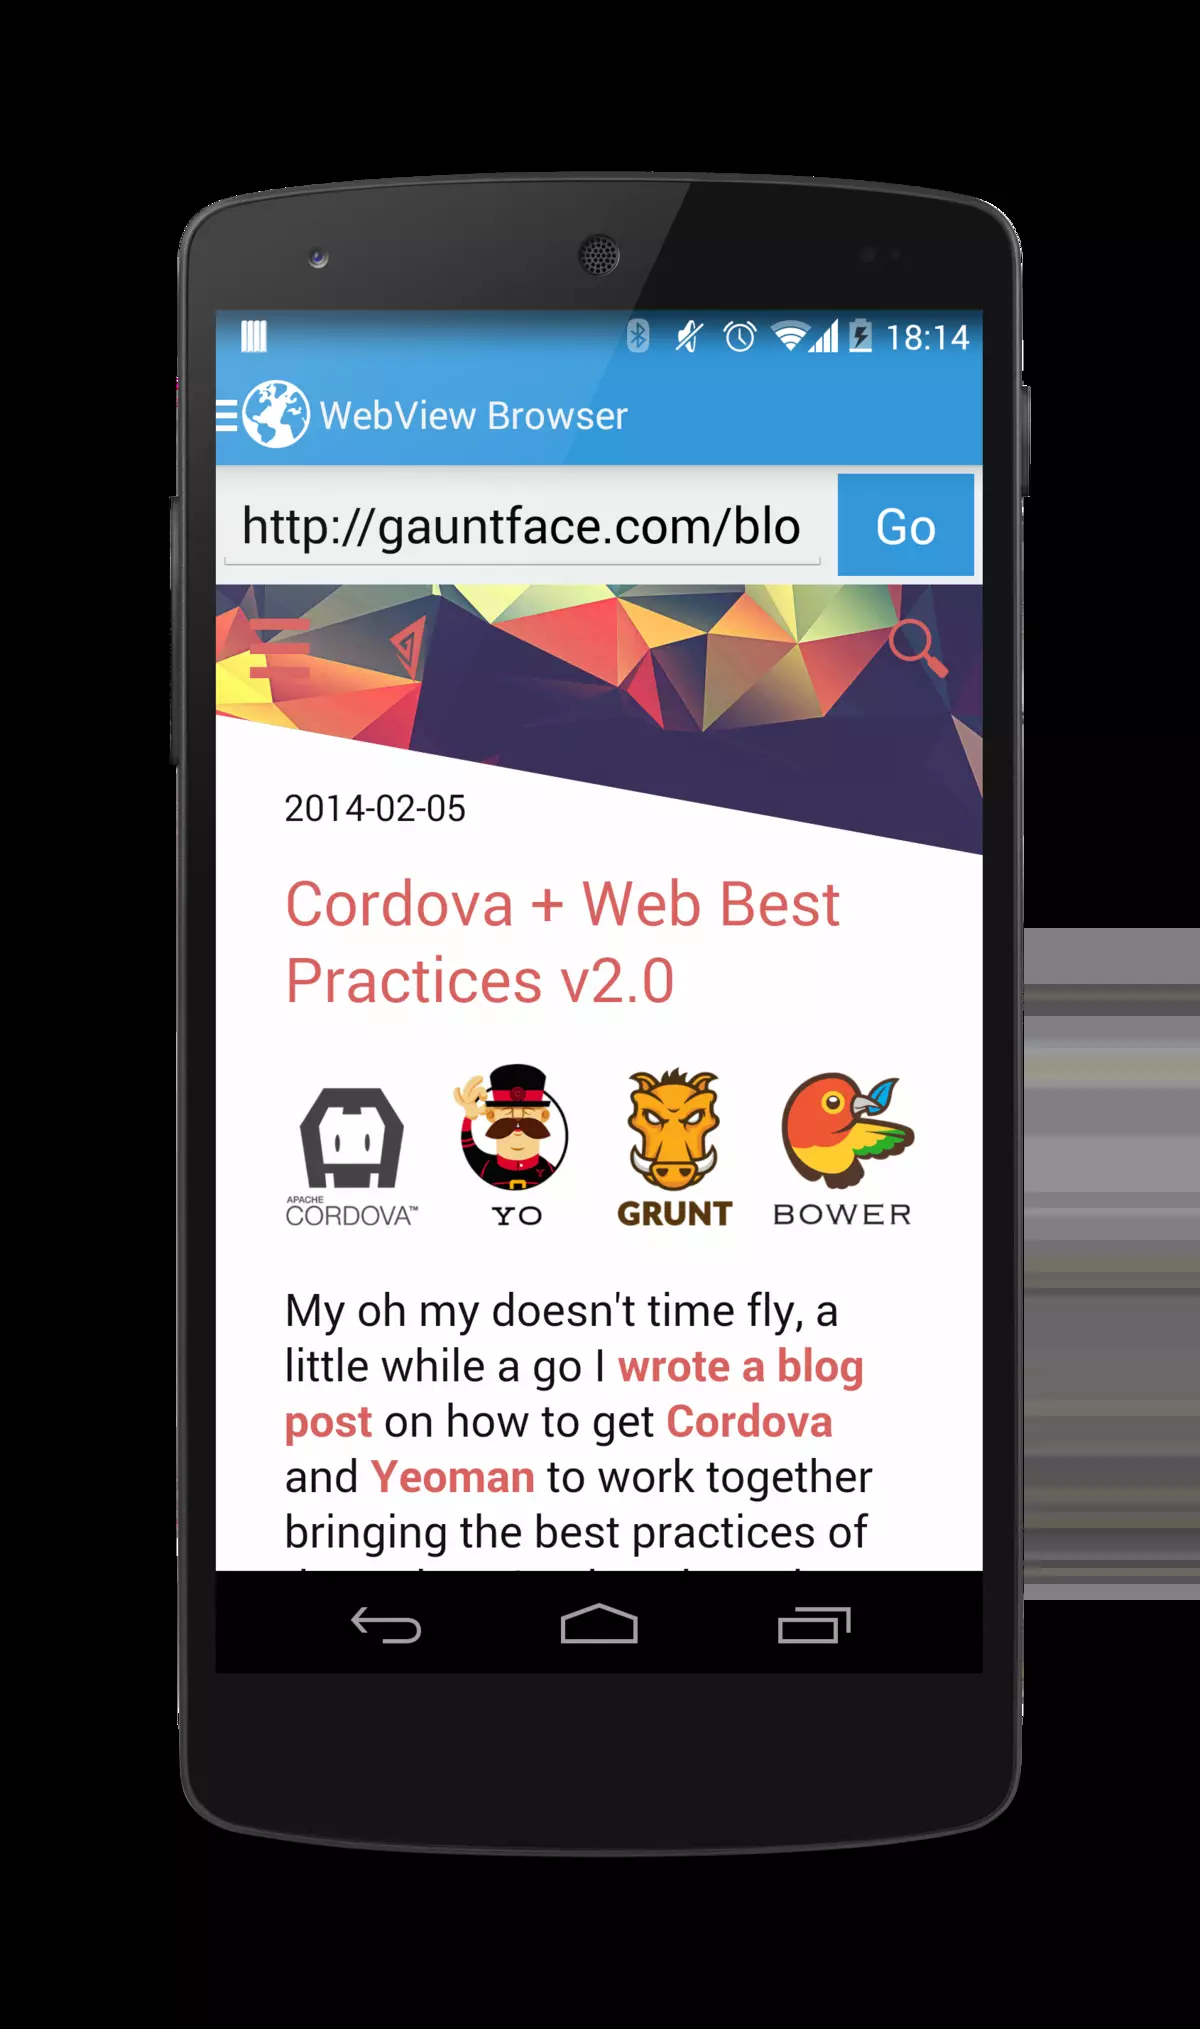 18:14
WebView Browser
http://gauntface.com/blo
Go
2014-02-05
Cordova + Web Best
Practices v2.0
APACHE
CORDOVA™
YO
GRUNT
BOWER
My oh my doesn't time fly, a
little while a go I wrote a blog
post on how to get Cordova
and Yeoman to work together
bringing the best practices of